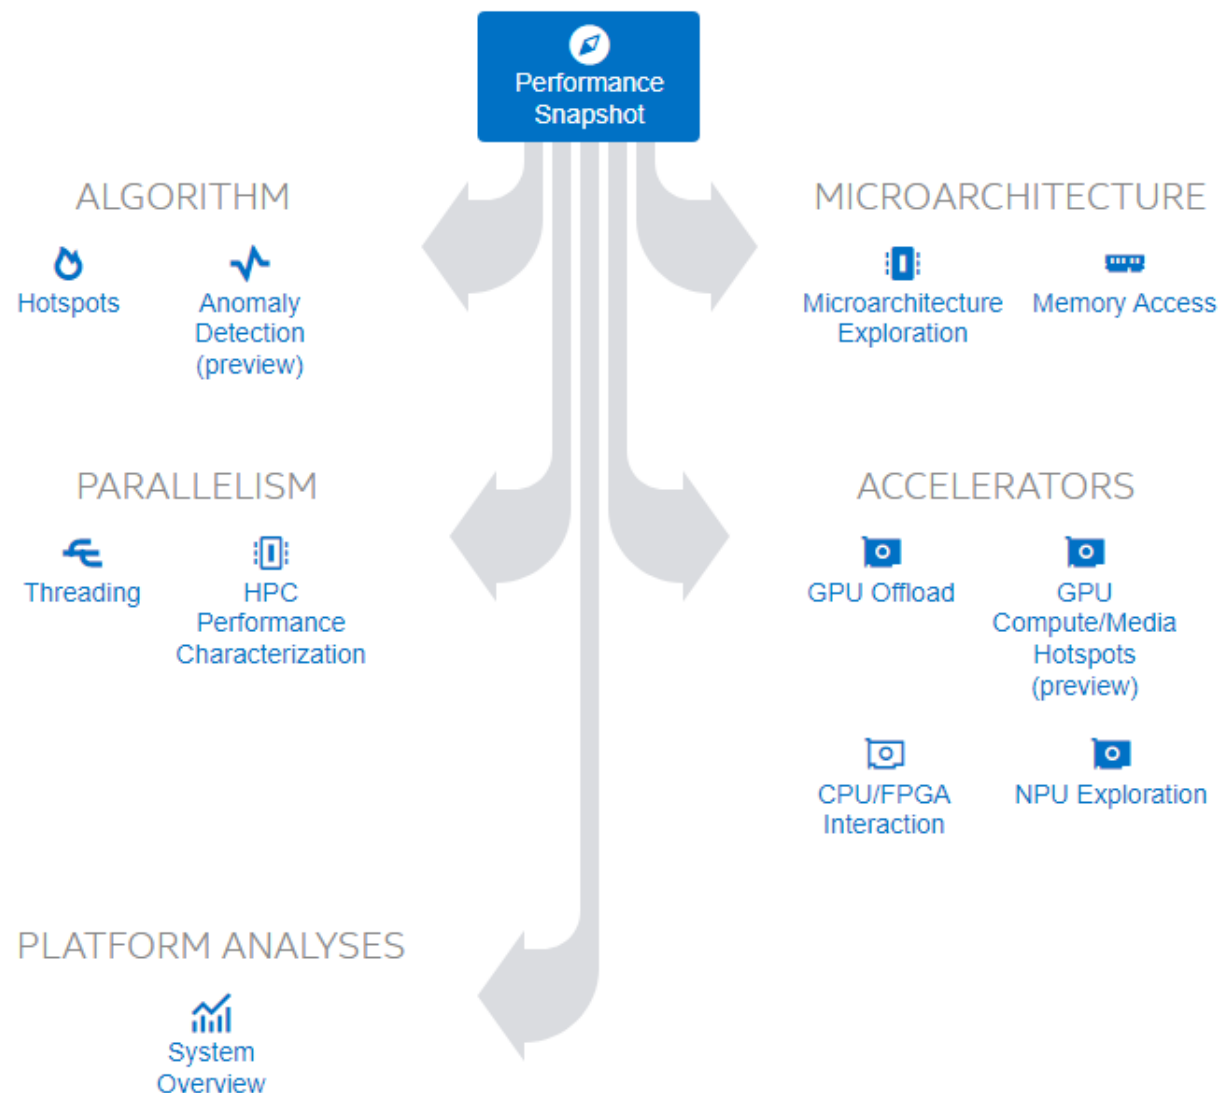 Performance
Snapshot
ALGORITHM
Hotspots
Anomaly
Detection
(preview)
MICROARCHITECTURE
Microarchitecture
Exploration
Memory Access
PARALLELISM
Threading
HPC
Performance
Characterization
ACCELERATORS
GPU Offload
GPU
Compute/Media
Hotspots
(preview)
CPU/FPGA
Interaction
NPU Exploration
PLATFORM ANALYSES
System
Overview